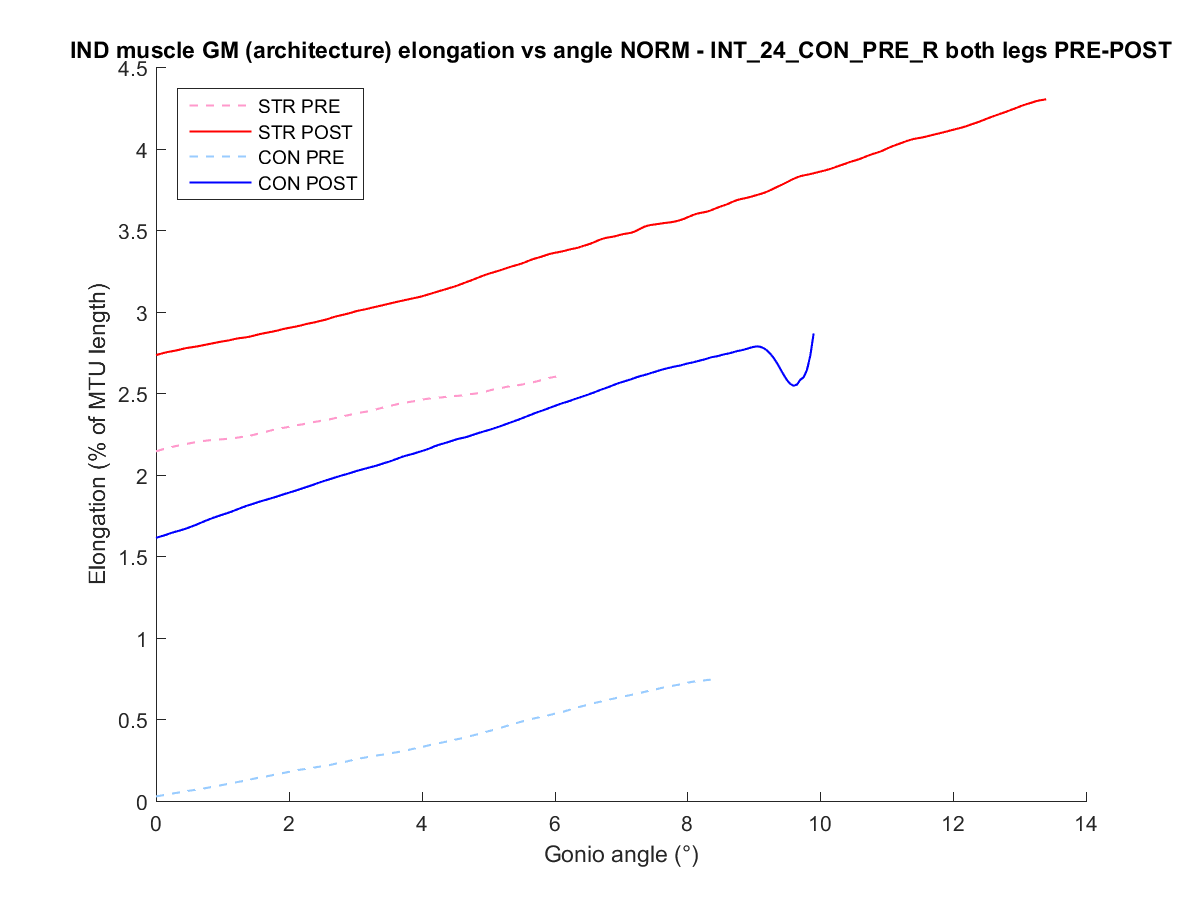 IND muscle GM (architecture) elongation vs angle NORM - INT_24_CON_PRE_R both legs PRE-POST
4.5
4
3.5
3
2.5
2
1.5
1
0.5
0
STR PRE
STR POST
CON PRE
CON POST
Elongation (% of MTU length)
0 2 4 6 8 10 12 14
Gonio angle (°)